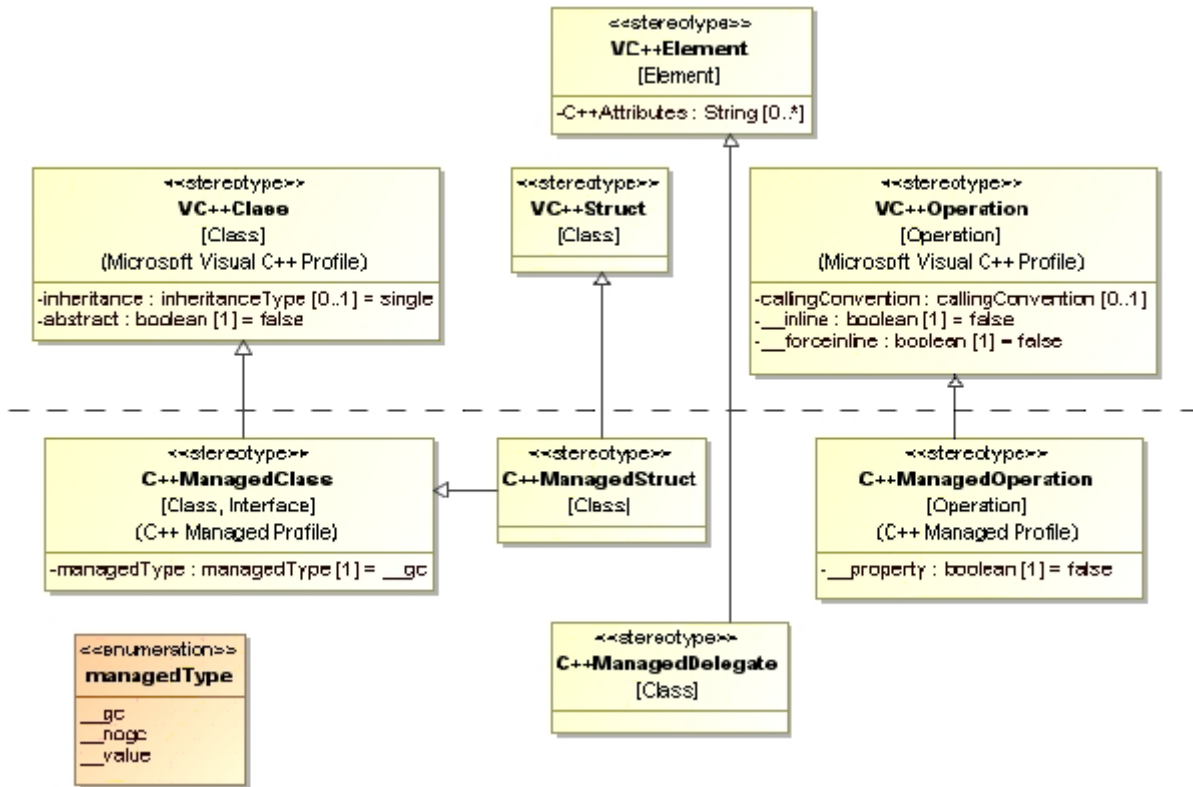 <<stereotype>>
VC++Element
[Element]
-C++Attributes : String [0..*]
<<stereotype>>
VC++Class
[Class]
(Microsoft Visual C++ Profile)
-inheritance : inheritanceType [0..1] = single
-abstract : boolean [1] = false
<<stereotype>>
VC++Struct
[Class]
<<stereotype>>
VC++Operation
[Operation]
(Microsoft Visual C++ Profile)
-callingConvention : callingConvention [0..1]
-__inline : boolean [1] = false
-__forceinline : boolean [1] = false
<<stereotype>>
C++ManagedClass
[Class, Interface]
(C++ Managed Profile)
-managedType : managedType [1] = __gc
<<stereotype>>
C++ManagedStruct
[Class]
<<stereotype>>
C++ManagedOperation
[Operation]
(C++ Managed Profile)
-__property : boolean [1] = false
<<enumeration>>
managedType
__gc
__nogc
__value
<<stereotype>>
C++ManagedDelegate
[Class]